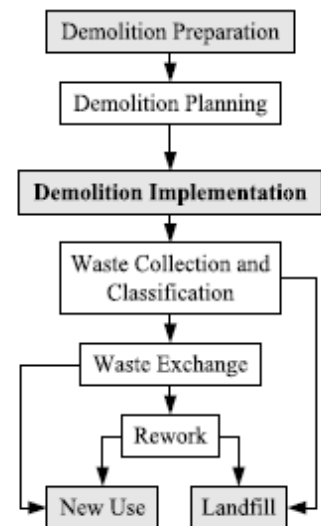 Demolition Preparation
Demolition Planning
Demolition Implementation
Waste Collection and
Classification
Waste Exchange
Rework
New Use
Landfill